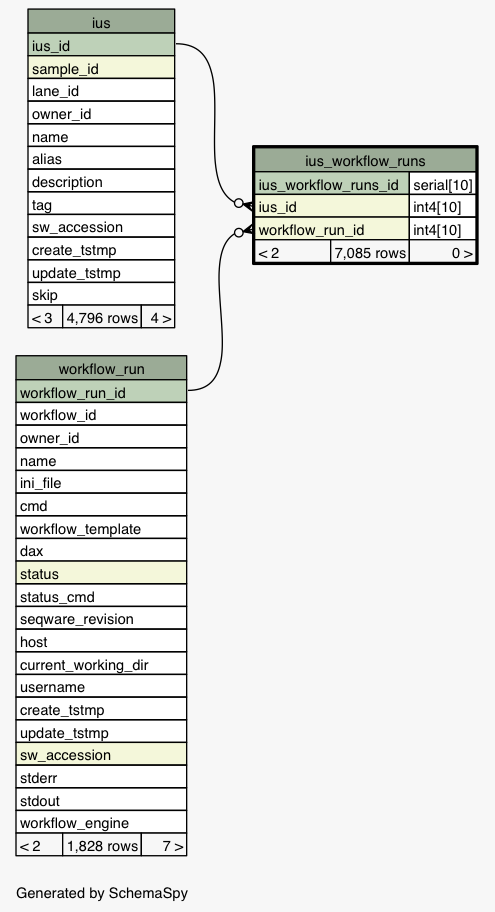 ius
ius_id
sample_id
lane_id
owner_id
name
alias
description
tag
sw_accession
create_tstmp
update_tstmp
skip
< 3 4,796 rows 4 >
ius_workflow_runs
ius_workflow_runs_id serial[10]
ius_id int4[10]
workflow_run_id int4[10]
< 2 7,085 rows 0 >
workflow_run
workflow_run_id
workflow_id
owner_id
name
ini_file
cmd
workflow_template
dax
status
status_cmd
seqware_revision
host
current_working_dir
username
create_tstmp
update_tstmp
sw_accession
stderr
stdout
workflow_engine
< 2 1,828 rows 7 >
Generated by SchemaSpy